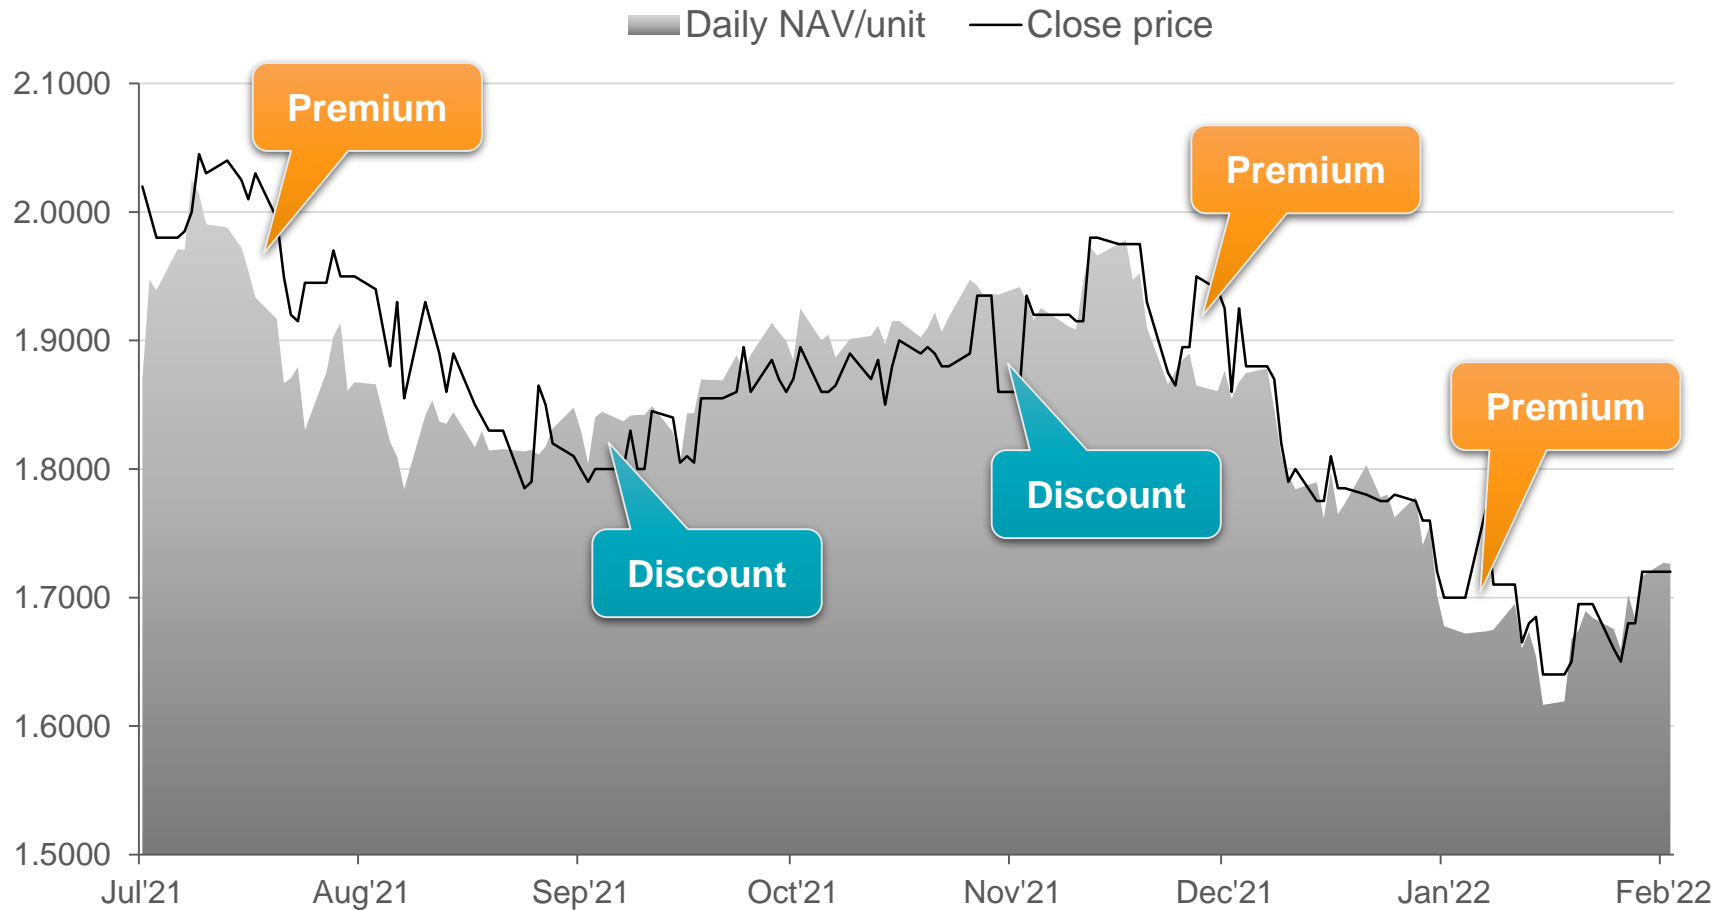 Daily NAV/unit
Close price
2.1000
2.0000
1.9000
1.8000
1.7000
1.6000
1.5000
Premium
Premium
Premium
Discount
Discount
Jul'21
Aug'21
Sep'21
Oct'21
Nov'21
Dec'21
Jan'22
Feb'22